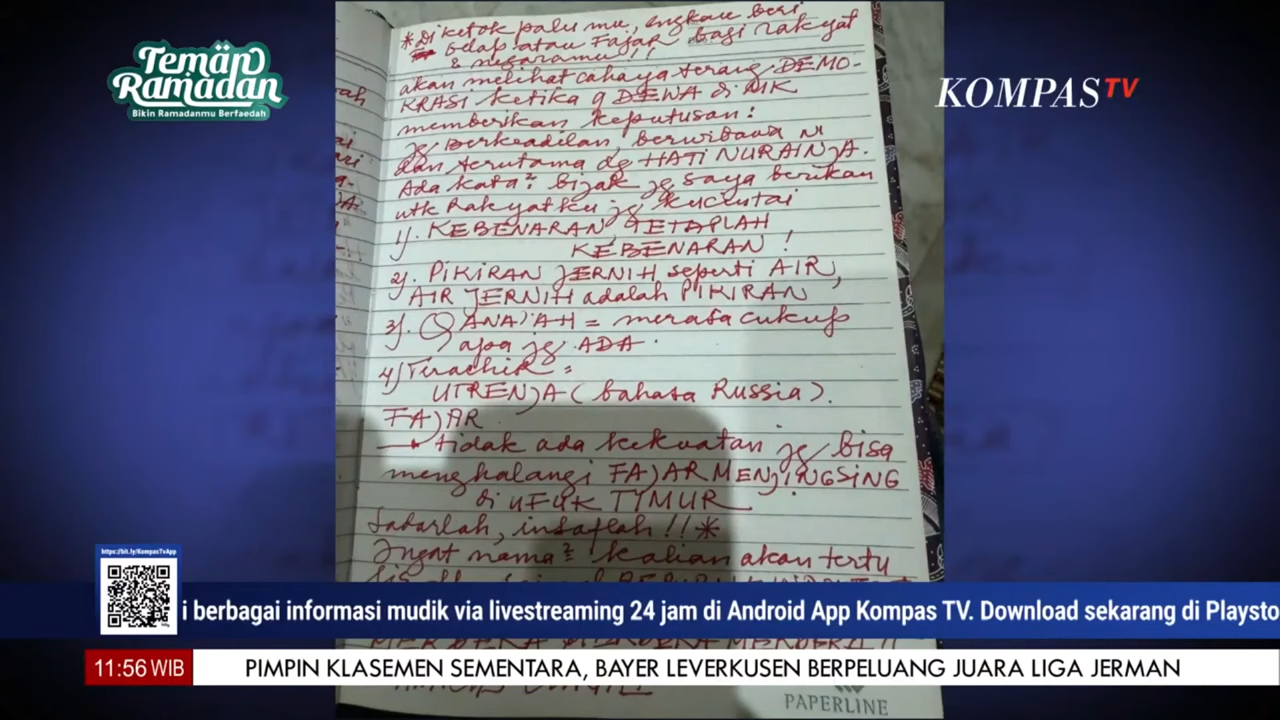 Teman
Ramadan
Bikin Ramadanmu Berfaedah
KOMPAS TV
*Di ketok palu mu, engkau beri
Gelap atau Fajar bagi rakyat
& negaramu!!
akan melihat cahaya terang DEMO-
KRASI ketika 9 DEWA di MK
memberikan keputusan:
yg Berkeadilan, berwibawa
dan terutama dg HATI NURAINJA.
Ada kata² bijak yg saya berikan
utk Rakyatku yg kucintai
1). KEBENARAN TETAPLAH
KEBENARAN!
2). PIKIRAN JERNIH seperti AIR,
AIR JERNIH adalah PIKIRAN
3). QANA'AH = merasa cukup
apa yg ADA.
4) Terachir =
UTRENJA (bahasa Russia).
FAJAR
→ tidak ada kekuatan yg bisa
menghalangi FAJAR MENJINGSING
di UFUK TIMUR
Sadarlah, insaflah!!*
Ingat nama² kalian akan tertu
https://bit.ly/KompasTvApp
i berbagai informasi mudik via livestreaming 24 jam di Android App Kompas TV. Download sekarang di Playsto
11:56 WIB
PIMPIN KLASEMEN SEMENTARA, BAYER LEVERKUSEN BERPELUANG JUARA LIGA JERMAN
PAPERLINE